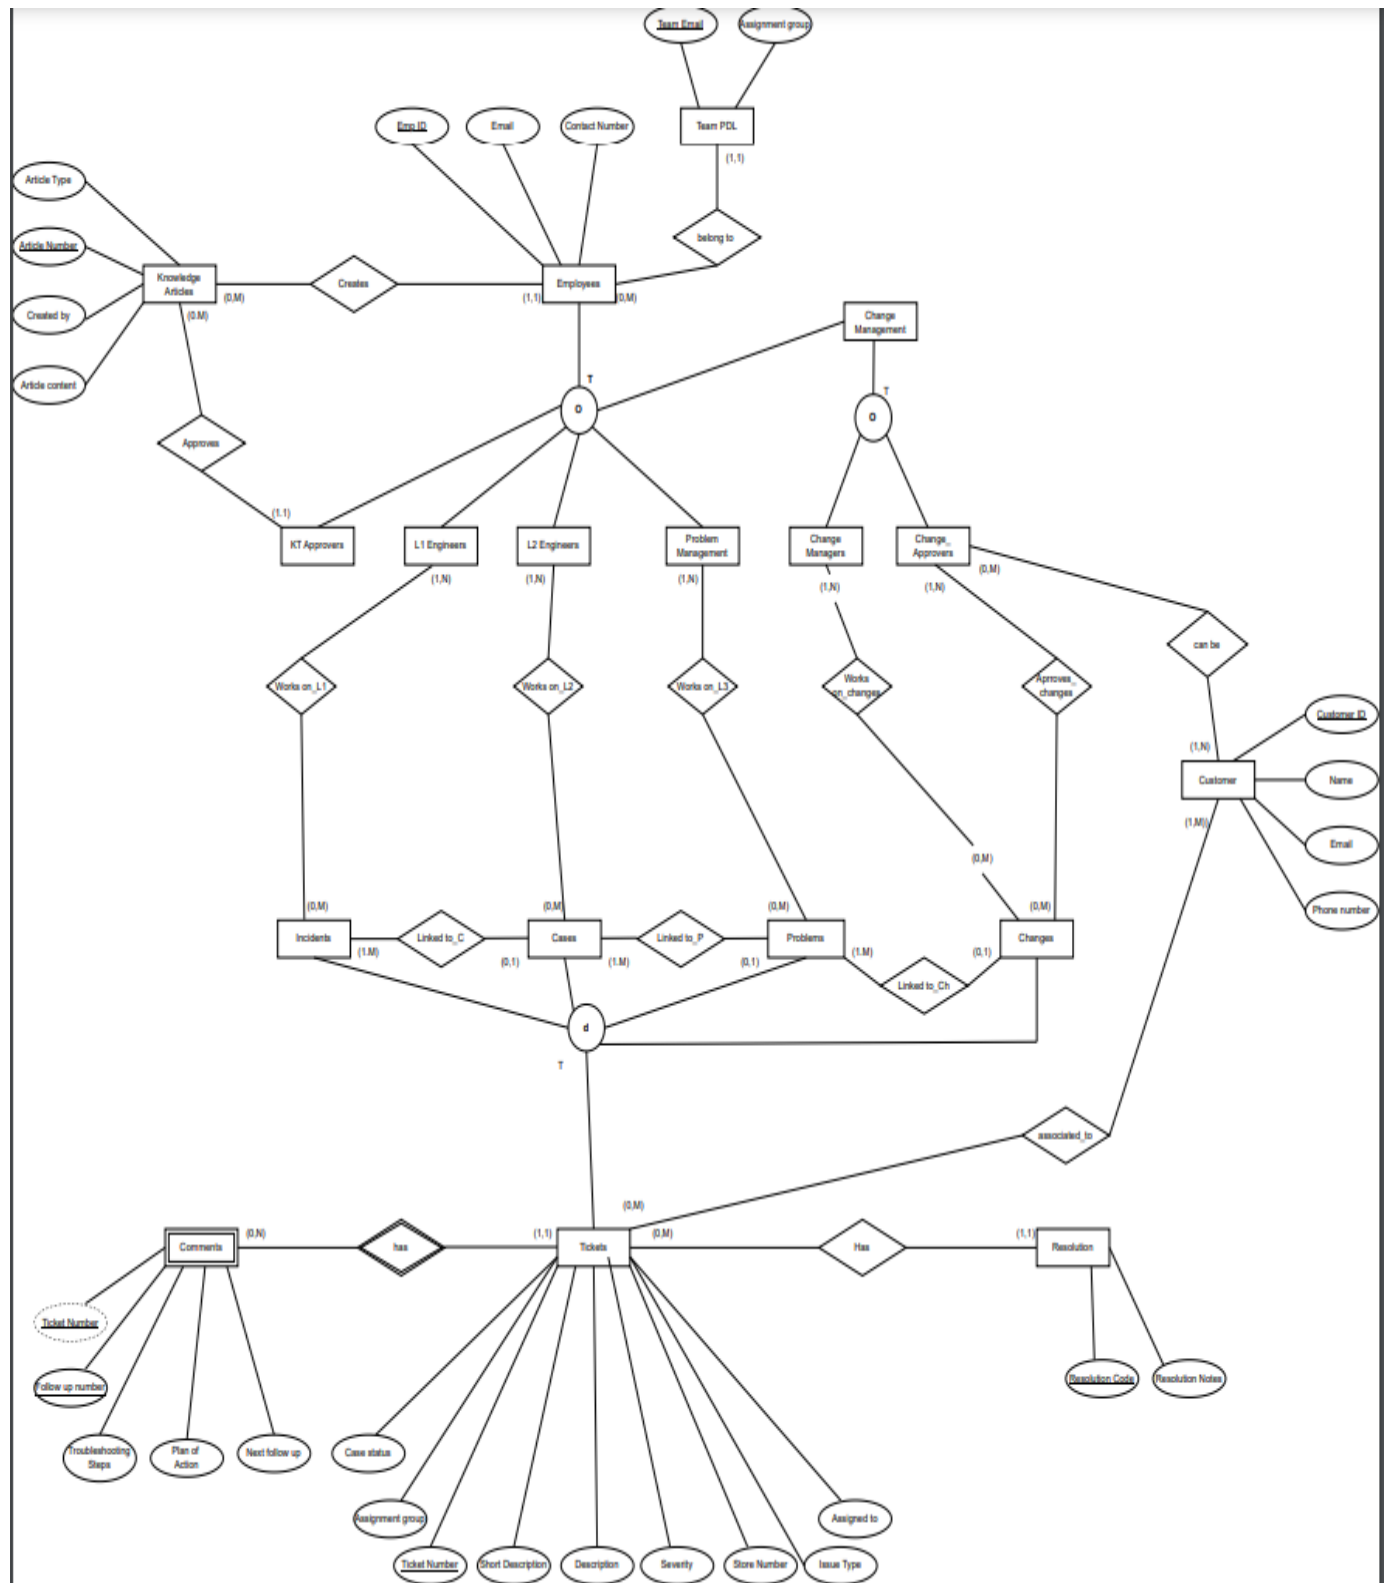 Team Email
Assignment group
Emp ID
Email
Contact Number
Team PDL
(1,1)
Article Type
belong to
Article Number
Knowledge
Articles
Creates
Employees
(0,M)
(1,1)
(0,M)
Created by
(0.M)
Change
Management
Article content
T
T
O
O
Approves
(1.1)
KT Approvers
L1 Engineers
L2 Engineers
Problem
Management
Change
Managers
Change_
Approvers
(0,M)
(1,N)
(1,N)
(1,N)
(1,N)
(1,N)
can be
Works on_L1
Works on_L2
Works on_L3
Works
on_changes
Aprroves_
changes
Customer ID
(1,N)
Customer
Name
(1,M))
Email
(0,M)
(0,M)
(0,M)
(0,M)
(0,M)
Phone number
Incidents
Linked to_C
Cases
Linked to_P
Problems
Changes
(1.M)
(0,1)
(1.M)
(0,1)
(1.M)
(0,1)
Linked to_Ch
d
T
associated_to
(0,M)
(0,N)
(1,1)
(0,M)
(1,1)
Comments
has
Tickets
Has
Resolution
Ticket Number
Follow up number
Resolution Code
Resolution Notes
Troubleshooting
Steps
Plan of
Action
Next follow up
Case status
Assignment group
Assigned to
Ticket Number
Short Description
Description
Severity
Store Number
Issue Type